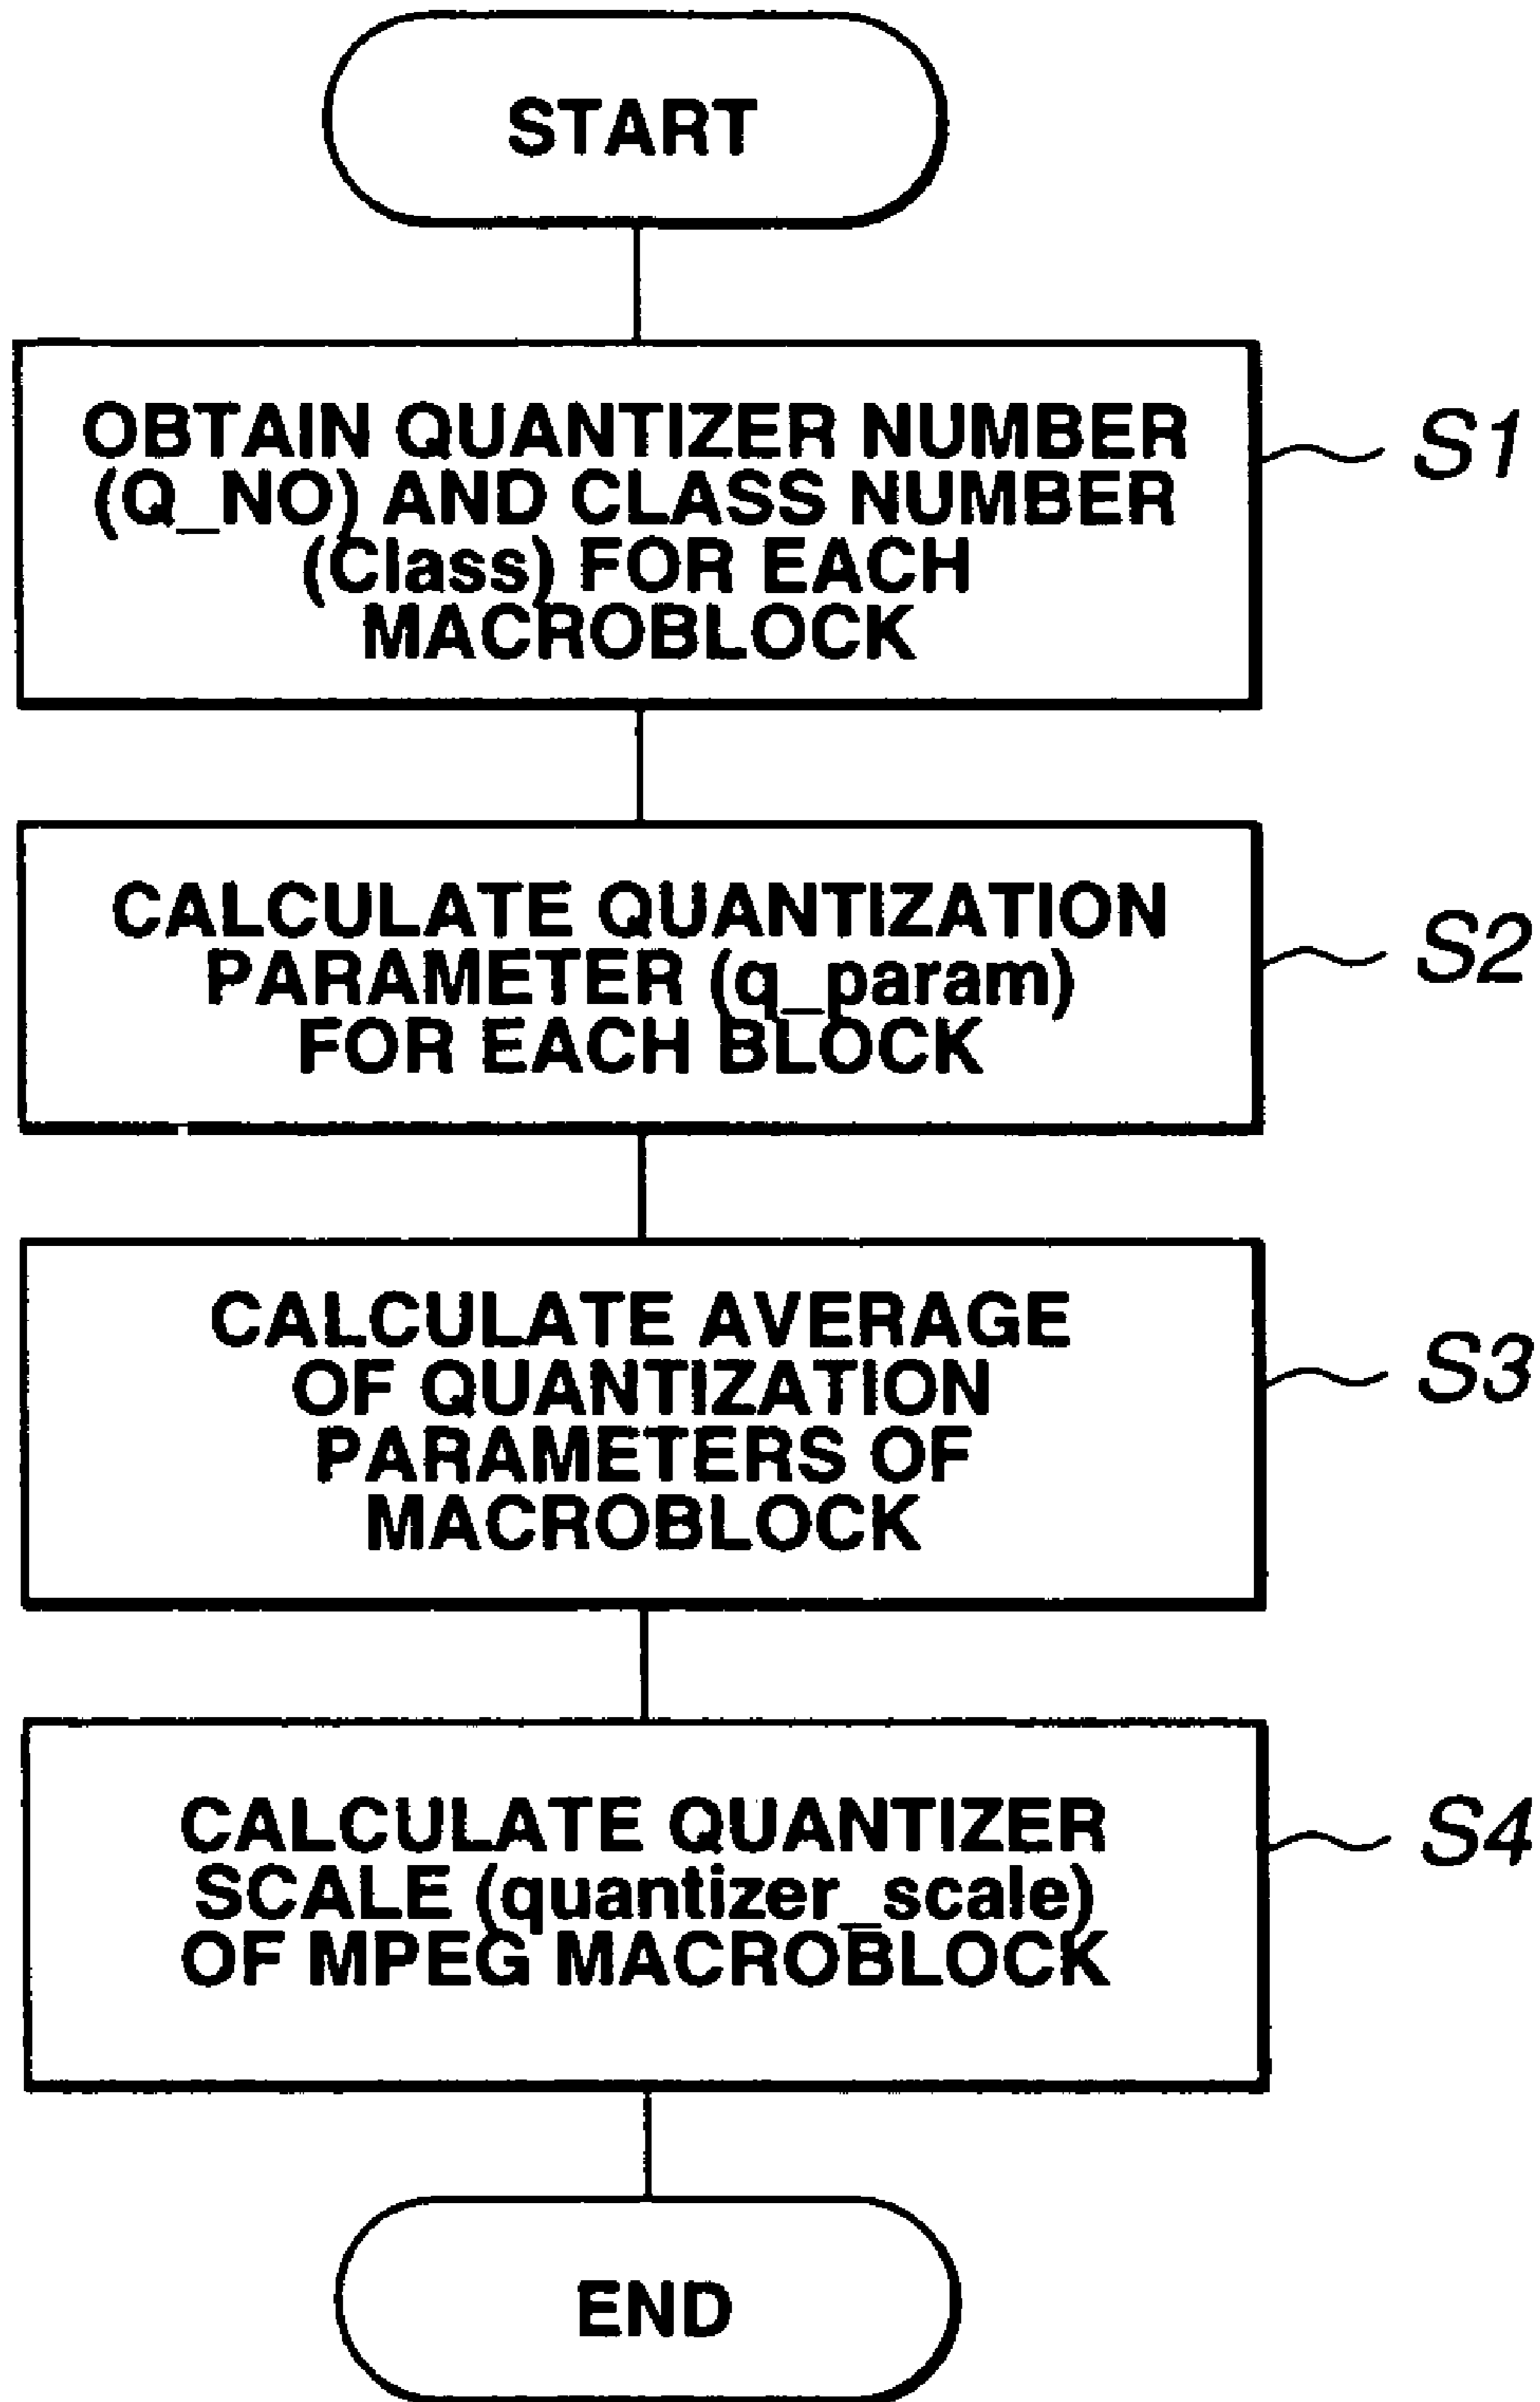 START
OBTAIN QUANTIZER NUMBER
(Q_NO) AND CLASS NUMBER
(Class) FOR EACH
MACROBLOCK
S1
CALCULATE QUANTIZATION
PARAMETER (q_param)
FOR EACH BLOCK
S2
CALCULATE AVERAGE
OF QUANTIZATION
PARAMETERS OF
MACROBLOCK
S3
CALCULATE QUANTIZER
SCALE (quantizer_scale)
OF MPEG MACROBLOCK
S4
END